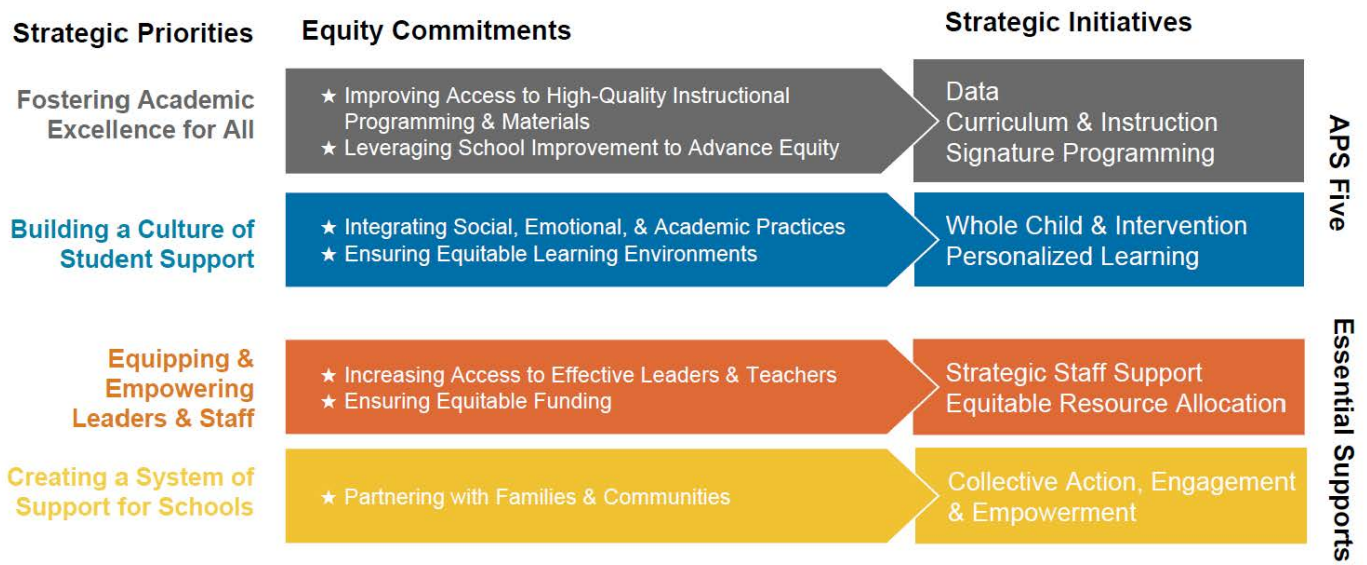 Strategic Priorities
Equity Commitments
Strategic Initiatives
Fostering Academic
Excellence for All
★ Improving Access to High-Quality Instructional
Programming & Materials
★ Leveraging School Improvement to Advance Equity
Data
Curriculum & Instruction
Signature Programming
Building a Culture of
Student Support
★ Integrating Social, Emotional, & Academic Practices
★ Ensuring Equitable Learning Environments
Whole Child & Intervention
Personalized Learning
APS Five
Equipping &
Empowering
Leaders & Staff
★ Increasing Access to Effective Leaders & Teachers
★ Ensuring Equitable Funding
Strategic Staff Support
Equitable Resource Allocation
Creating a System of
Support for Schools
★ Partnering with Families & Communities
Collective Action, Engagement
& Empowerment
Essential Supports